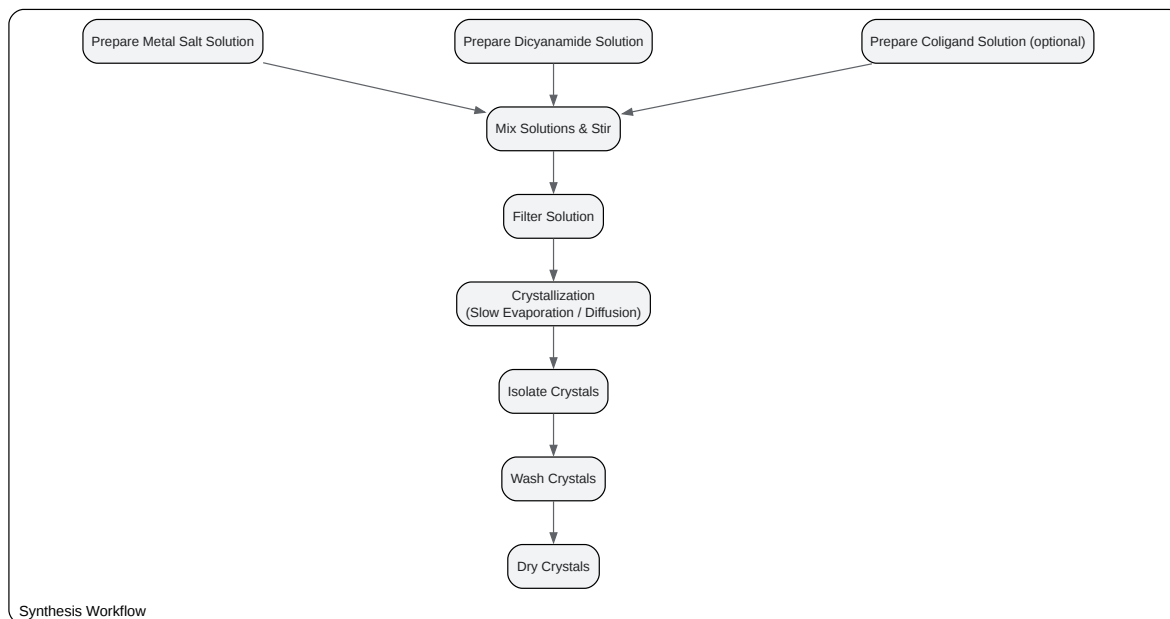 Prepare Metal Salt Solution
Prepare Dicyanamide Solution
Prepare Coligand Solution (optional)
Mix Solutions & Stir
Filter Solution
Crystallization
(Slow Evaporation / Diffusion)
Isolate Crystals
Wash Crystals
Dry Crystals
Synthesis Workflow